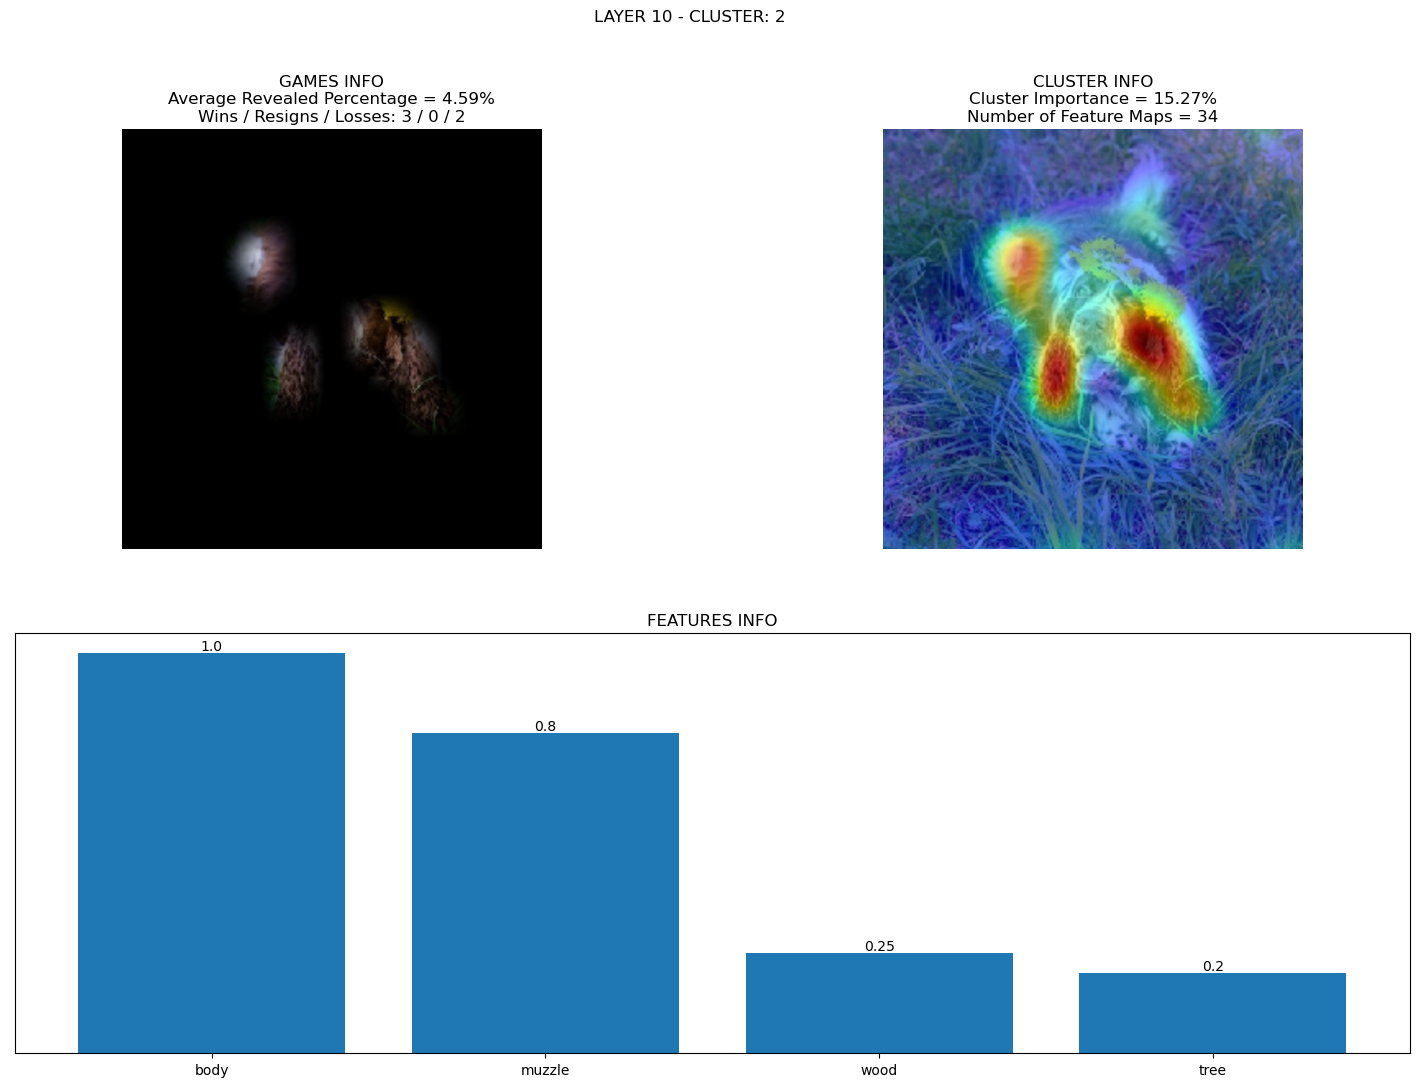 LAYER 10 - CLUSTER: 2
GAMES INFO
Average Revealed Percentage = 4.59%
Wins / Resigns / Losses: 3 / 0 / 2
CLUSTER INFO
Cluster Importance = 15.27%
Number of Feature Maps = 34
FEATURES INFO
1.0
0.8
0.25
0.2
body
muzzle
wood
tree